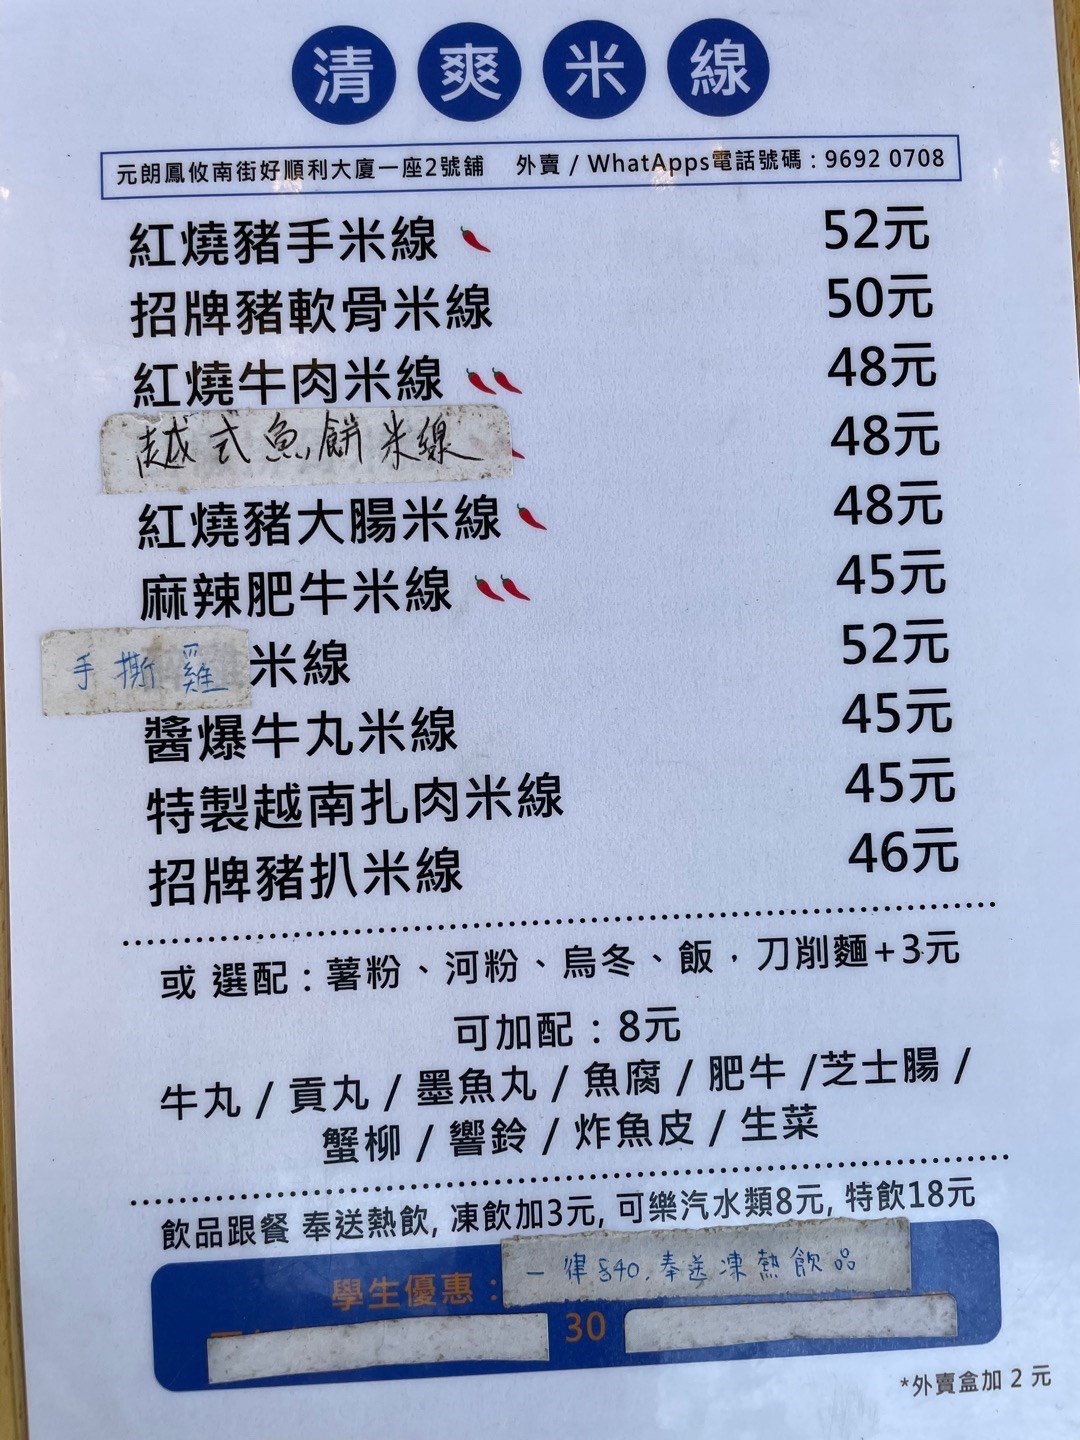 清爽米線
元朗鳳攸南街好順利大廈一座2號舖 外賣 / WhatApps電話號碼：9692 0708
紅燒豬手米線 52元
招牌豬軟骨米線 50元
紅燒牛肉米線 48元
越式魚餅米線 48元
紅燒豬大腸米線 48元
麻辣肥牛米線 45元
手撕雞米線 52元
醬爆牛丸米線 45元
特製越南扎肉米線 45元
招牌豬扒米線 46元
或 選配：薯粉、河粉、烏冬、飯，刀削麵+3元
可加配：8元
牛丸 / 貢丸 / 墨魚丸 / 魚腐 / 肥牛 /芝士腸 /
蟹柳 / 響鈴 / 炸魚皮 / 生菜
飲品跟餐 奉送熱飲, 凍飲加3元, 可樂汽水類8元, 特飲18元
學生優惠：一律$40.奉送凍熱飲品
30
*外賣盒加 2 元